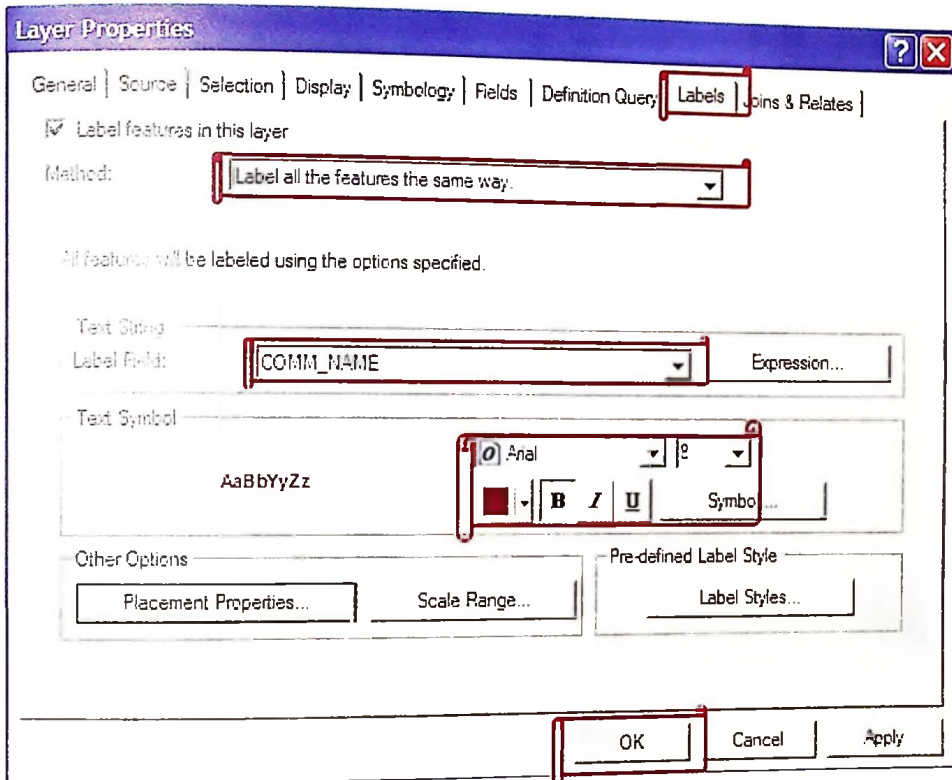 Layer Properties
General Source Selection Display Symbology Fields Definition Query Labels Joins & Relates
Label features in this layer
Method: Label all the features the same way.
All features will be labeled using the options specified.
Text String
Label Field: COMM_NAME Expression...
Text Symbol
AaBbYyZz
Arial 8
B I U Symbol...
Other Options
Pre-defined Label Style
Placement Properties... Scale Range... Label Styles...
OK Cancel Apply